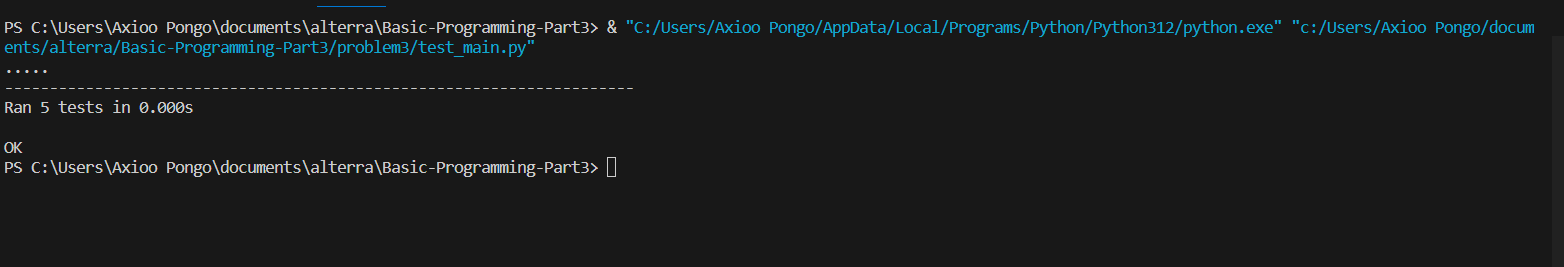 PS C:\Users\Axioo Pongo\documents\alterra\Basic-Programming-Part3> & "C:/Users/Axioo Pongo/AppData/Local/Programs/Python/Python312/python.exe" "c:/Users/Axioo Pongo/docum
ents/alterra/Basic-Programming-Part3/problem3/test_main.py"
.....
----------------------------------------------------------------------
Ran 5 tests in 0.000s
OK
PS C:\Users\Axioo Pongo\documents\alterra\Basic-Programming-Part3>